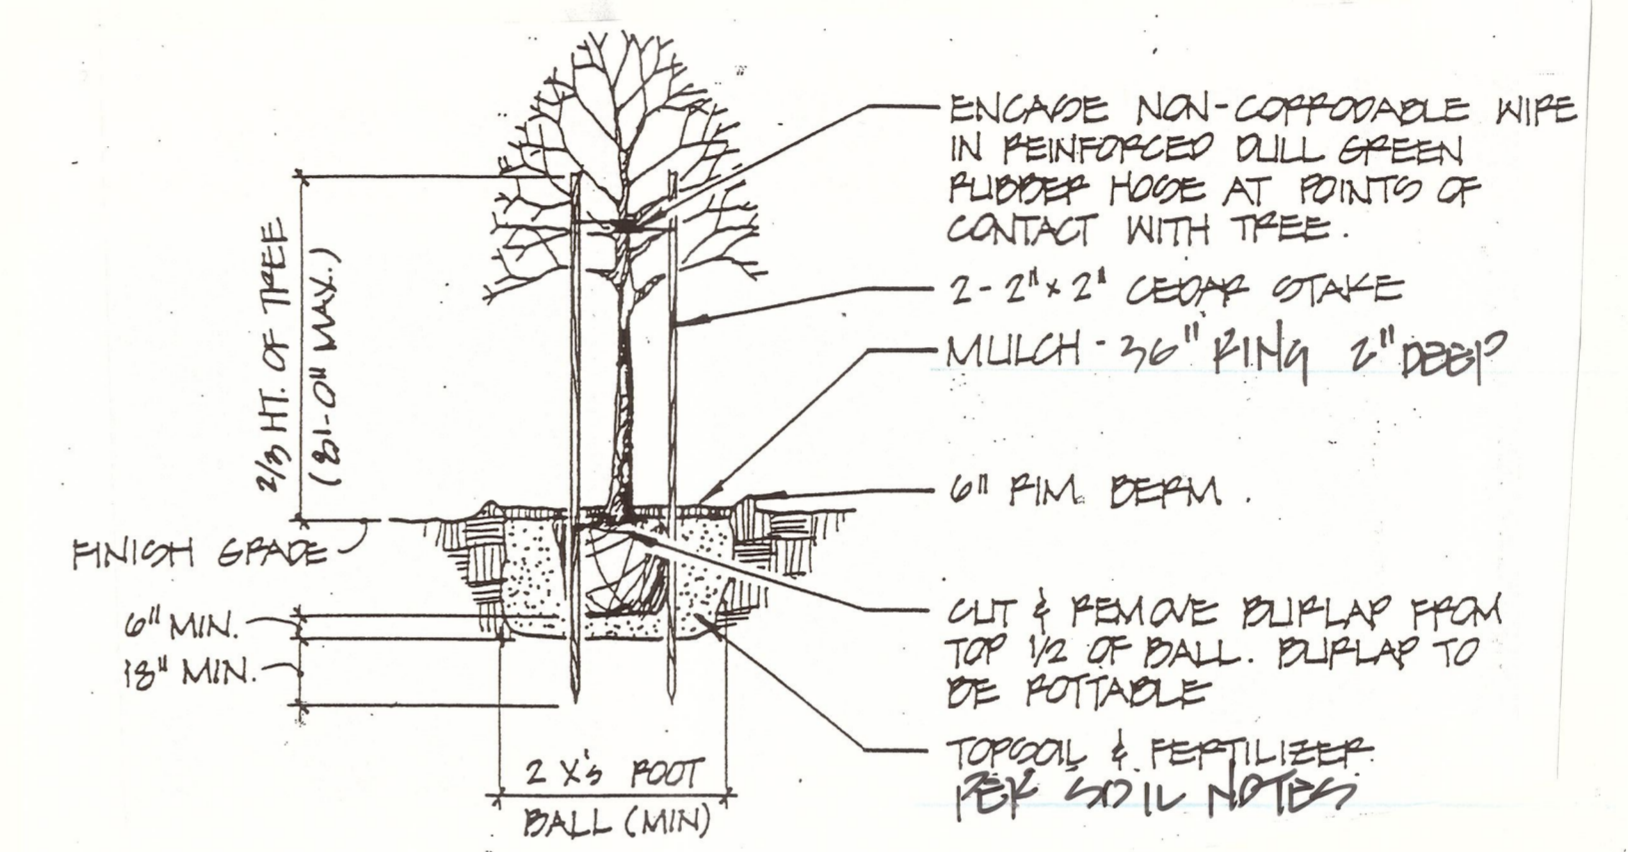 ENCASE NON-CORRODABLE WIRE
IN REINFORCED DULL GREEN
RUBBER HOSE AT POINTS OF
CONTACT WITH TREE.
2-2"x2" CEDAR STAKE
MULCH - 36" RING 2" DEEP
6" RIM BERM.
CUT & REMOVE BURLAP FROM
TOP 1/2 OF BALL. BURLAP TO
BE ROTTABLE
TOPSOIL & FERTILIZER
PER SOIL NOTES
2/3 HT. OF TREE
(8'-0" MAX.)
FINISH GRADE
6" MIN.
18" MIN.
2 X's ROOT
BALL (MIN)